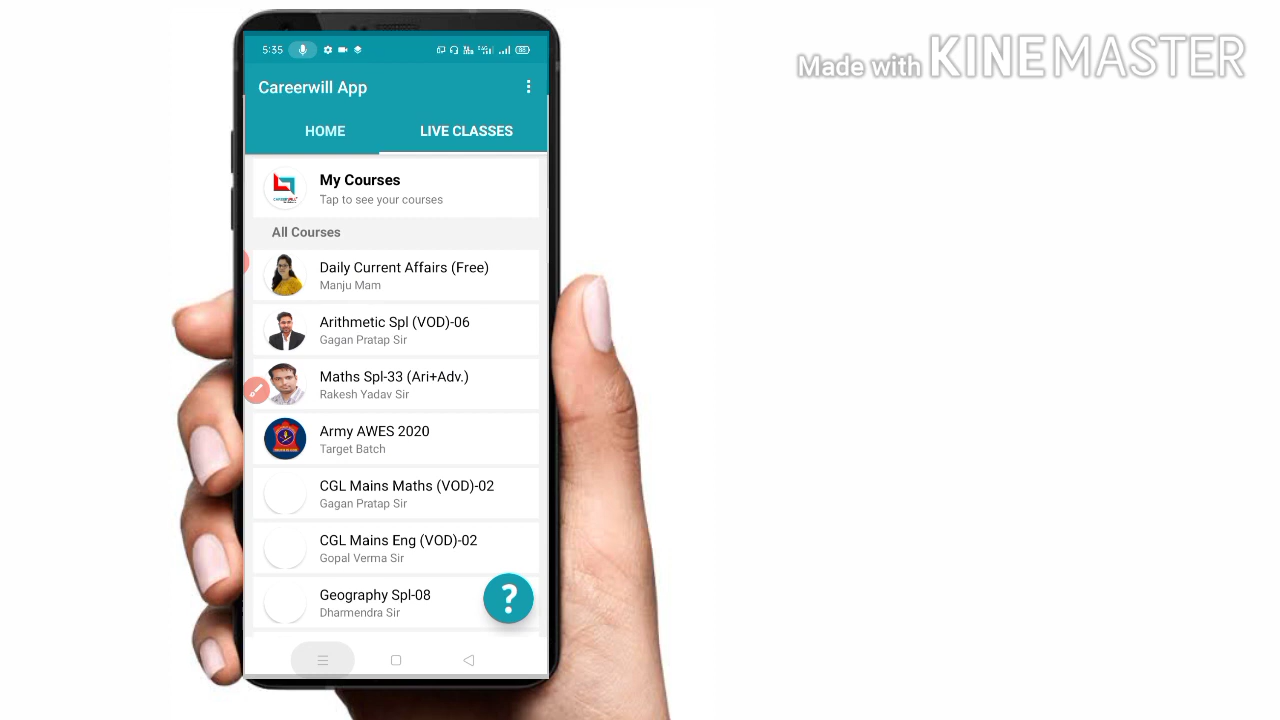 Made with KINEMASTER
5:35
Careerwill App
HOME
LIVE CLASSES
My Courses
Tap to see your courses
All Courses
Daily Current Affairs (Free)
Manju Mam
Arithmetic Spl (VOD)-06
Gagan Pratap Sir
Maths Spl-33 (Ari+Adv.)
Rakesh Yadav Sir
Army AWES 2020
Target Batch
CGL Mains Maths (VOD)-02
Gagan Pratap Sir
CGL Mains Eng (VOD)-02
Gopal Verma Sir
Geography Spl-08
Dharmendra Sir
?